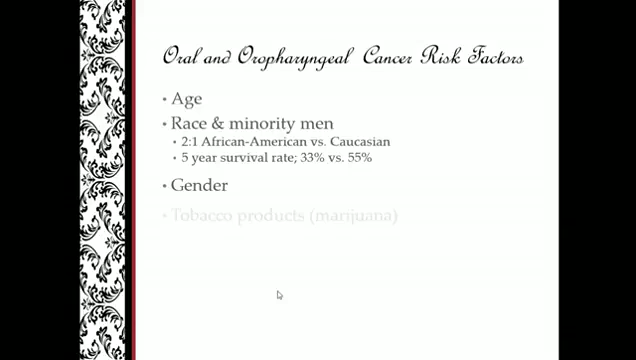 Oral and Oropharyngeal Cancer Risk Factors
• Age
• Race & minority men
• 2:1 African-American vs. Caucasian
• 5 year survival rate; 33% vs. 55%
• Gender
• Tobacco products (marijuana)